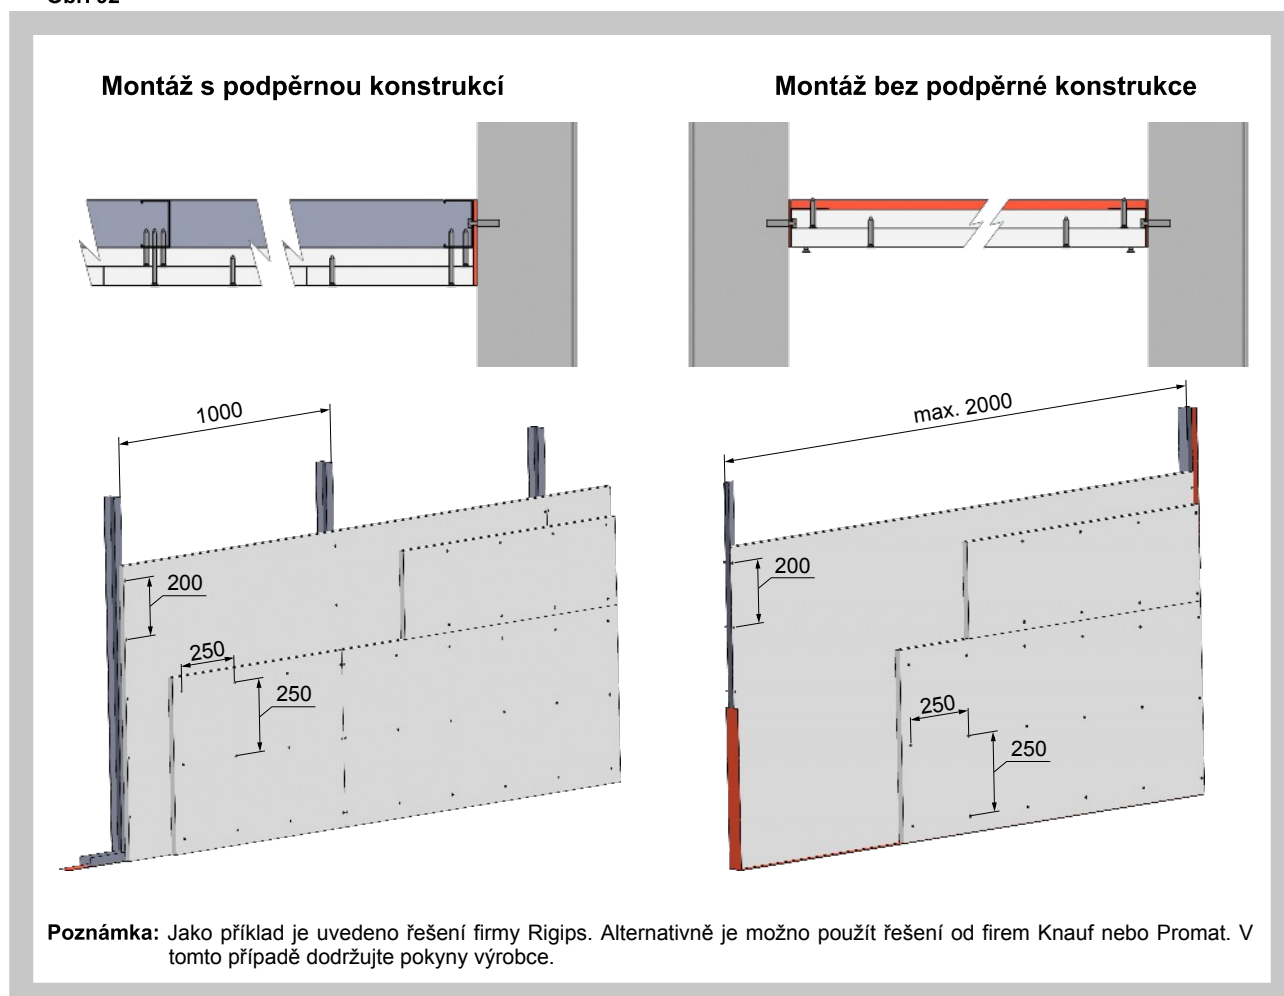 Montáž s podpěrnou konstrukcí
Montáž bez podpěrné konstrukce
1000
200
250
250
max. 2000
200
250
250
Poznámka: Jako příklad je uvedeno řešení firmy Rigips. Alternativně je možno použít řešení od firem Knauf nebo Promat. V
tomto případě dodržujte pokyny výrobce.